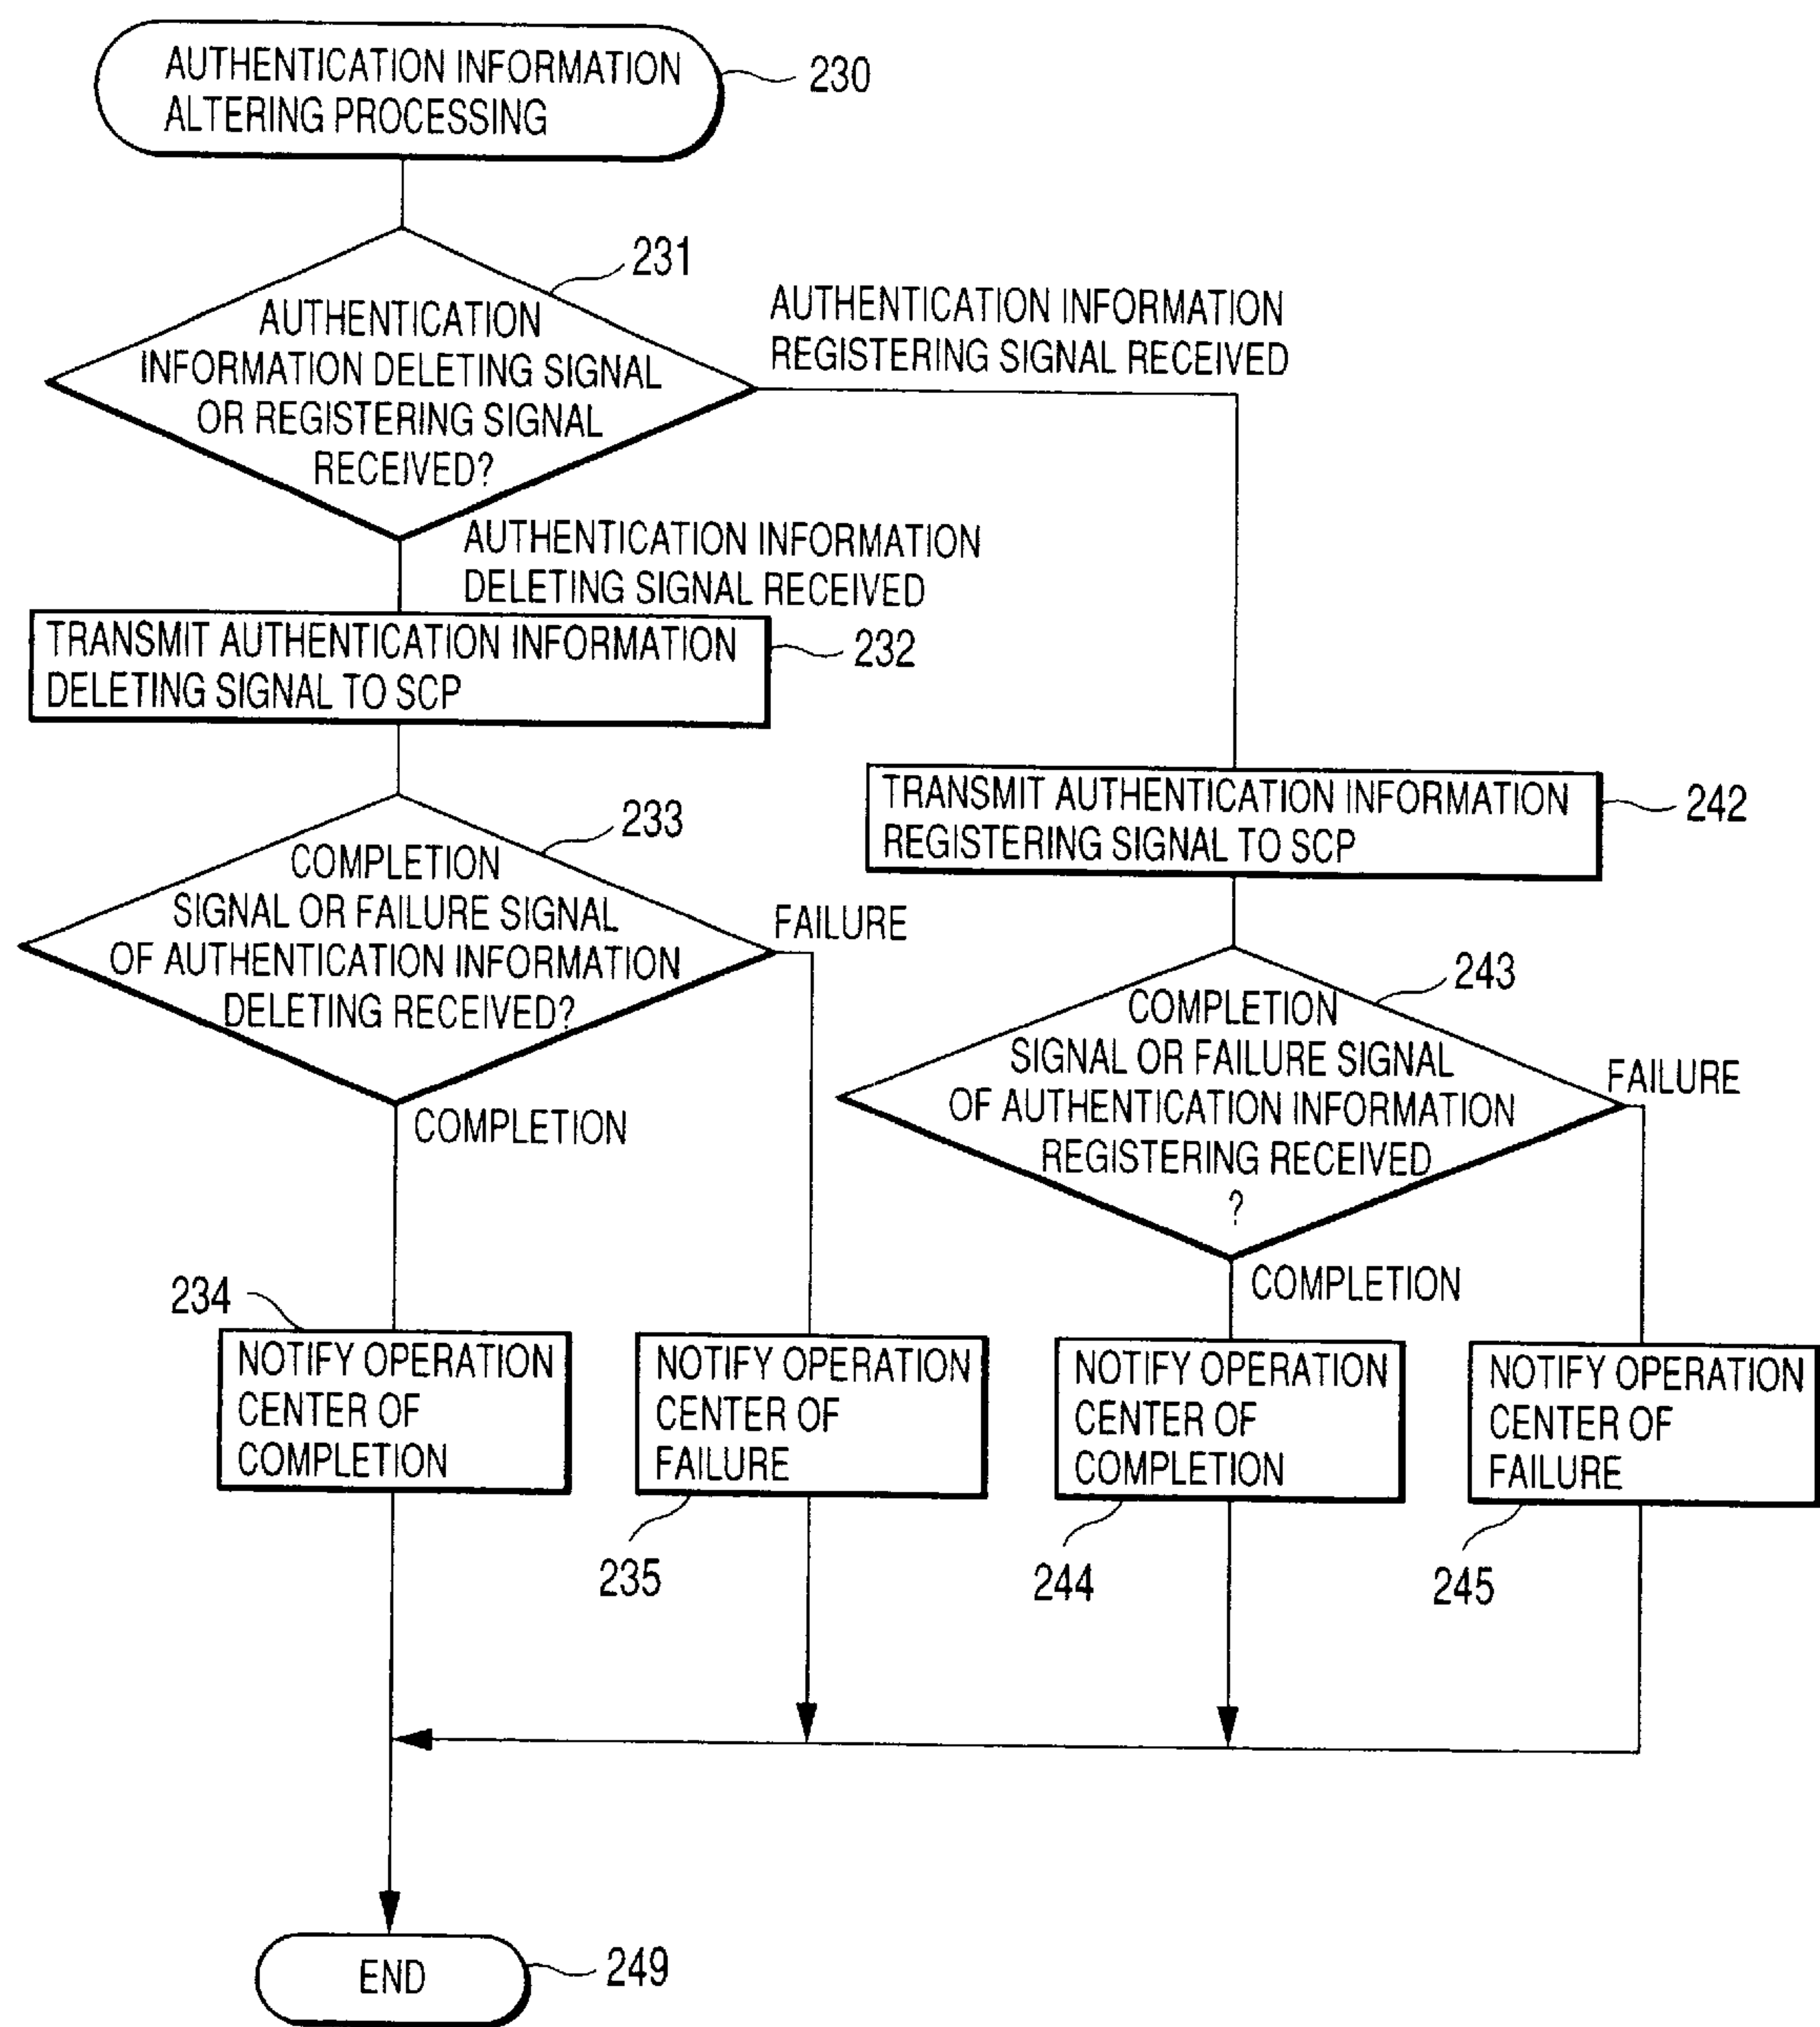 AUTHENTICATION INFORMATION
ALTERING PROCESSING
230
231
AUTHENTICATION
INFORMATION DELETING SIGNAL
OR REGISTERING SIGNAL
RECEIVED?
AUTHENTICATION INFORMATION
REGISTERING SIGNAL RECEIVED
AUTHENTICATION INFORMATION
DELETING SIGNAL RECEIVED
TRANSMIT AUTHENTICATION INFORMATION
DELETING SIGNAL TO SCP
232
233
COMPLETION
SIGNAL OR FAILURE SIGNAL
OF AUTHENTICATION INFORMATION
DELETING RECEIVED?
FAILURE
COMPLETION
TRANSMIT AUTHENTICATION INFORMATION
REGISTERING SIGNAL TO SCP
242
243
COMPLETION
SIGNAL OR FAILURE SIGNAL
OF AUTHENTICATION INFORMATION
REGISTERING RECEIVED
?
FAILURE
COMPLETION
234
NOTIFY OPERATION
CENTER OF
COMPLETION
NOTIFY OPERATION
CENTER OF
FAILURE
235
NOTIFY OPERATION
CENTER OF
COMPLETION
244
NOTIFY OPERATION
CENTER OF
FAILURE
245
END
249